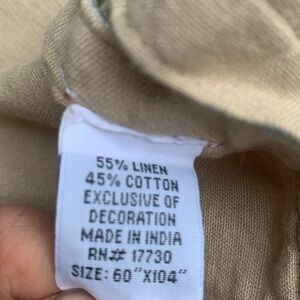 55% LINEN
45% COTTON
EXCLUSIVE OF
DECORATION
MADE IN INDIA
RN# 17730
SIZE: 60"X104"